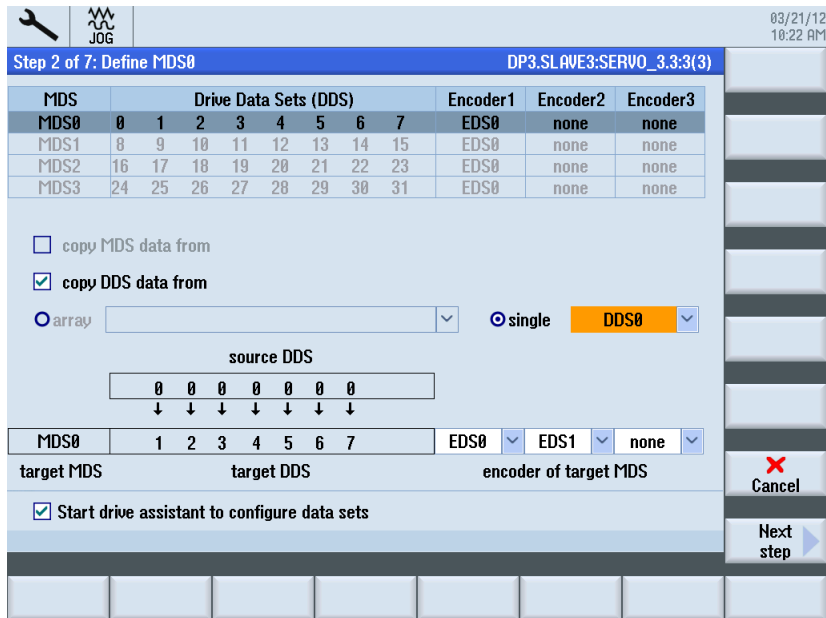 03/21/12
JOG
10:22 AM
Step 2 of 7: Define MDS0 DP3.SLAVE3:SERVO_3.3:3(3)
MDS Drive Data Sets (DDS) Encoder1 Encoder2 Encoder3
MDS0 0 1 2 3 4 5 6 7 EDS0 none none
MDS1 8 9 10 11 12 13 14 15 EDS0 none none
MDS2 16 17 18 19 20 21 22 23 EDS0 none none
MDS3 24 25 26 27 28 29 30 31 EDS0 none none
copy MDS data from
copy DDS data from
array single DDS0
source DDS
0 0 0 0 0 0 0
MDS0 1 2 3 4 5 6 7 EDS0 EDS1 none
target MDS target DDS encoder of target MDS
Cancel
Start drive assistant to configure data sets
Next
step